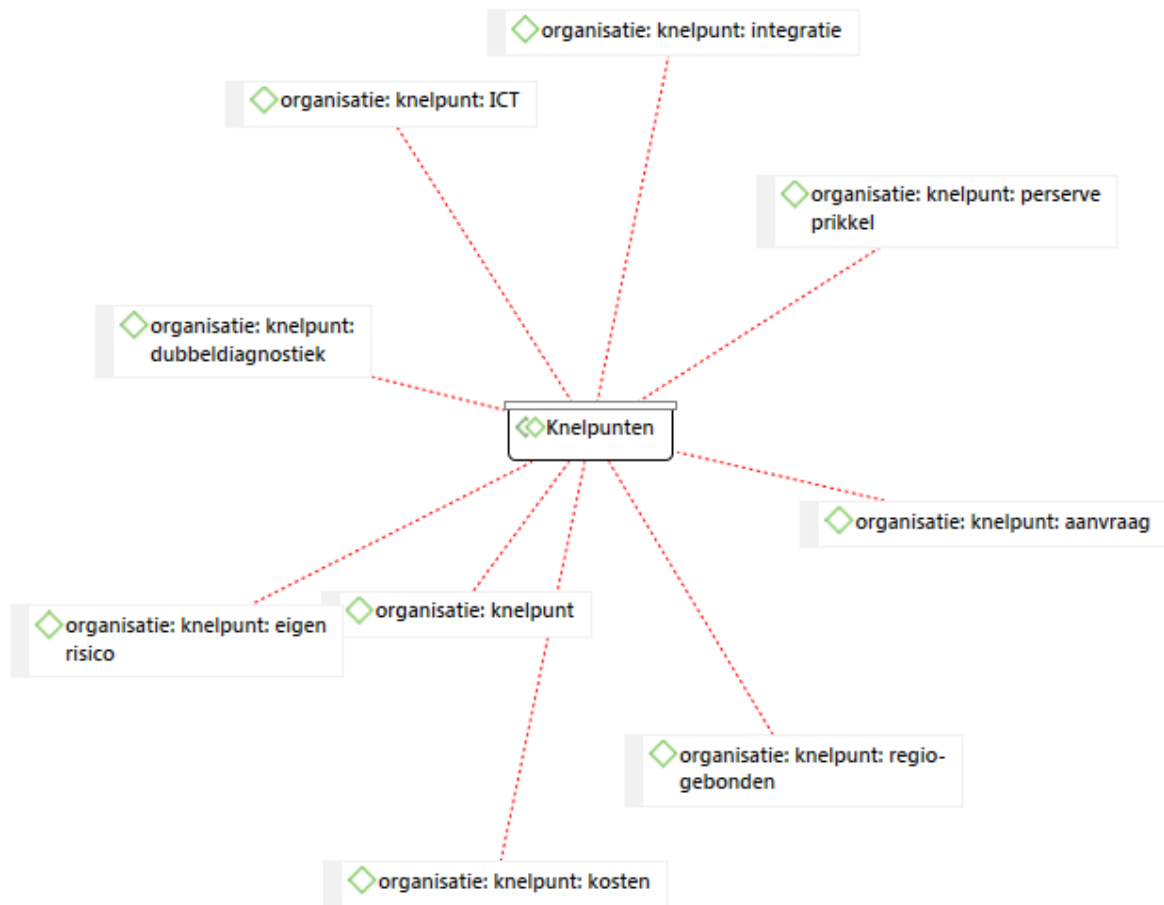 organisatie: knelpunt: integratie
organisatie: knelpunt: ICT
organisatie: knelpunt: perserve
prikkel
organisatie: knelpunt:
dubbeldiagnostiek
Knelpunten
organisatie: knelpunt: aanvraag
organisatie: knelpunt
organisatie: knelpunt: eigen
risico
organisatie: knelpunt: regio-
gebonden
organisatie: knelpunt: kosten